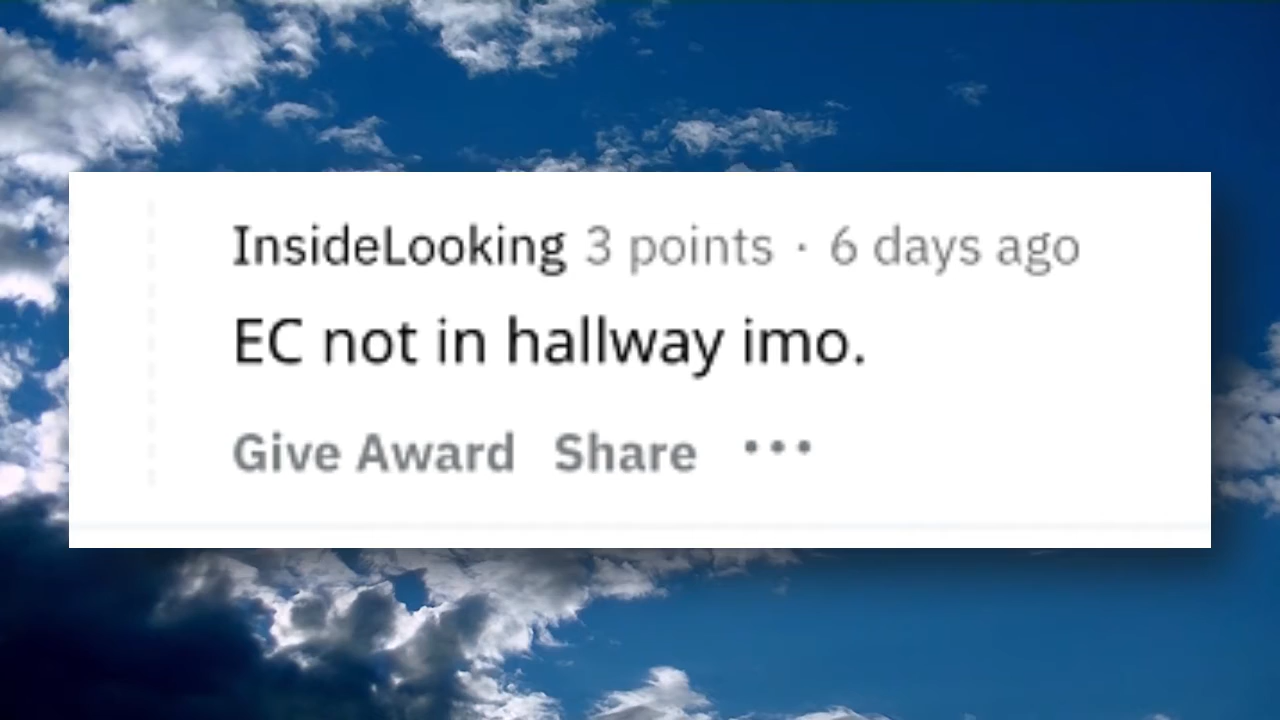 InsideLooking 3 points · 6 days ago
EC not in hallway imo.
Give Award Share •••